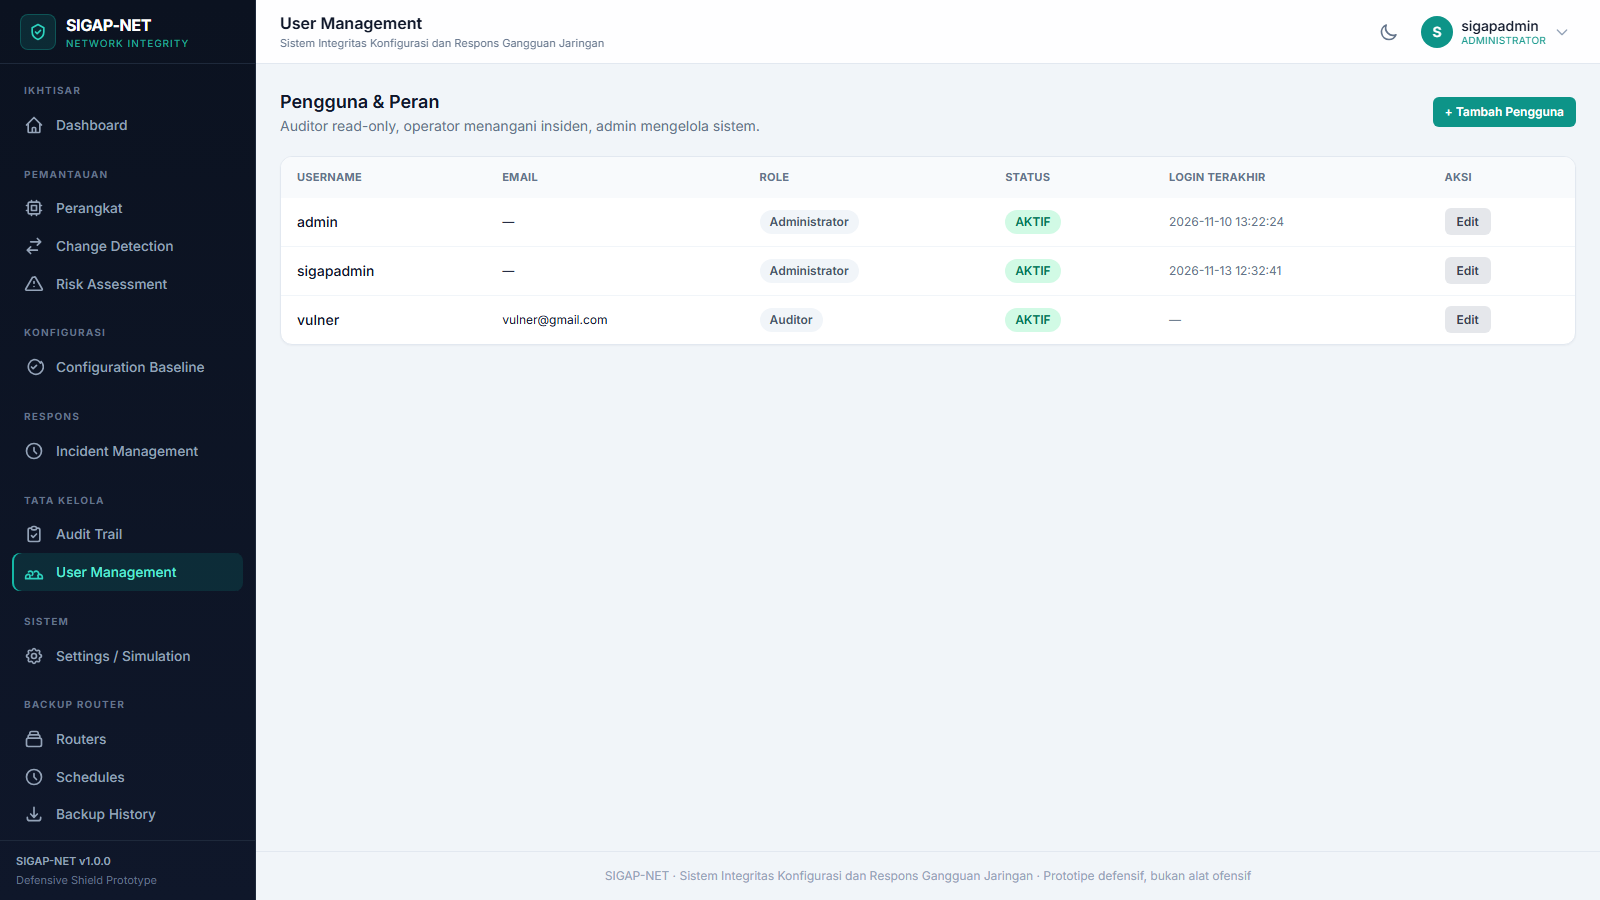 SIGAP-NET
NETWORK INTEGRITY
IKHTISAR
Dashboard
PEMANTAUAN
Perangkat
Change Detection
Risk Assessment
KONFIGURASI
Configuration Baseline
RESPONS
Incident Management
TATA KELOLA
Audit Trail
User Management
SISTEM
Settings / Simulation
BACKUP ROUTER
Routers
Schedules
Backup History
SIGAP-NET v1.0.0
Defensive Shield Prototype
User Management
Sistem Integritas Konfigurasi dan Respons Gangguan Jaringan
S
sigapadmin
ADMINISTRATOR
Pengguna & Peran
Auditor read-only, operator menangani insiden, admin mengelola sistem.
+ Tambah Pengguna
USERNAME EMAIL ROLE STATUS LOGIN TERAKHIR AKSI
admin — Administrator AKTIF 2026-11-10 13:22:24 Edit
sigapadmin — Administrator AKTIF 2026-11-13 12:32:41 Edit
vulner vulner@gmail.com Auditor AKTIF — Edit
SIGAP-NET · Sistem Integritas Konfigurasi dan Respons Gangguan Jaringan · Prototipe defensif, bukan alat ofensif